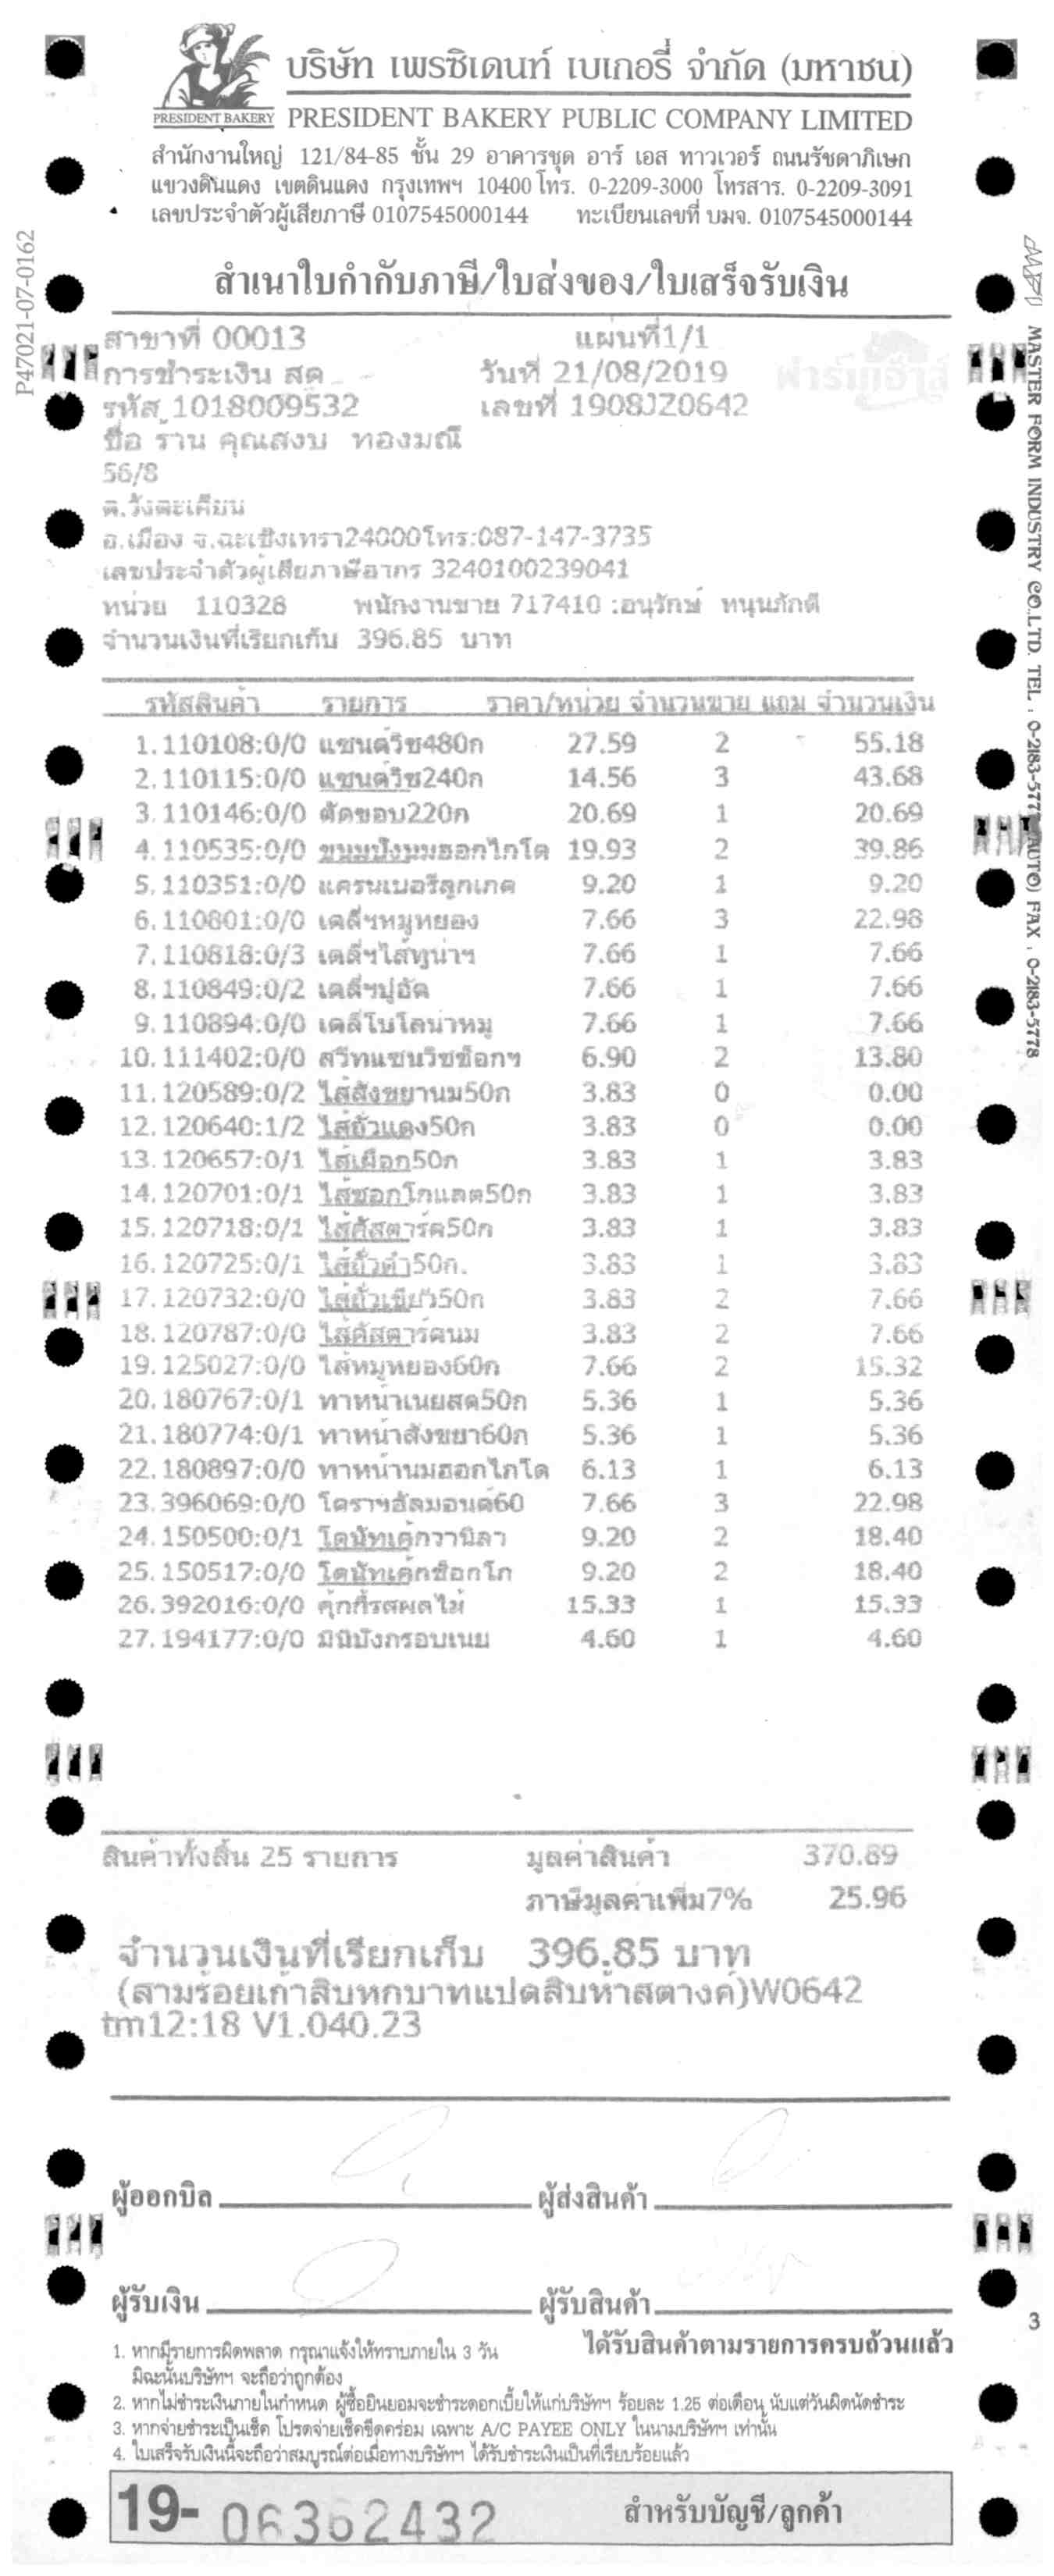 บริษัท เพรซิเดนท์ เบเกอรี่ จำกัด (มหาชน)
PRESIDENT BAKERY PRESIDENT BAKERY PUBLIC COMPANY LIMITED
สำนักงานใหญ่ 121/84-85 ชั้น 29 อาคารชุด อาร์ เอส ทาวเวอร์ ถนนรัชดาภิเษก
แขวงดินแดง เขตดินแดง กรุงเทพฯ 10400 โทร. 0-2209-3000 โทรสาร. 0-2209-3091
เลขประจำตัวผู้เสียภาษี 0107545000144 ทะเบียนเลขที่ บมจ. 0107545000144
P47021-07-0162
สำเนาใบกำกับภาษี/ใบส่งของ/ใบเสร็จรับเงิน
สาขาที่ 00013 แผ่นที่1/1
การชำระเงิน สด วันที่ 21/08/2019
ฟาร์มเฮ้าส์
รหัส 1018009532 เลขที่ 1908JZ0642
ชื่อ ร้าน คุณสงบ ทองมณี
56/8
ต.วังตะเคียน
อ.เมือง จ.ฉะเชิงเทรา24000โทร:087-147-3735
เลขประจำตัวผู้เสียภาษีอากร 3240100239041
หน่วย 110328 พนักงานขาย 717410 :อนุรักษ์ หนุนภักดี
จำนวนเงินที่เรียกเก็บ 396.85 บาท
รหัสสินค้า รายการ ราคา/หน่วย จำนวนขาย แถม จำนวนเงิน
1.110108:0/0 แซนด์วิช480ก 27.59 2 55.18
2.110115:0/0 แซนด์วิช240ก 14.56 3 43.68
3.110146:0/0 ตัดขอบ220ก 20.69 1 20.69
4.110535:0/0 ขนมปังนมฮอกไกโด 19.93 2 39.86
5.110351:0/0 แครนเบอรีลูกเกด 9.20 1 9.20
6.110801:0/0 เดลี่ฯหมูหยอง 7.66 3 22.98
7.110818:0/3 เดลี่ฯไส้ทูน่าฯ 7.66 1 7.66
8.110849:0/2 เดลี่ฯปูอัด 7.66 1 7.66
9.110894:0/0 เดลีโบโลน่าหมู 7.66 1 7.66
10.111402:0/0 สวีทแซนวิชช็อกฯ 6.90 2 13.80
11.120589:0/2 ไส้สังขยานม50ก 3.83 0 0.00
12.120640:1/2 ไส้ถั่วแดง50ก 3.83 0 0.00
13.120657:0/1 ไส้เผือก50ก 3.83 1 3.83
14.120701:0/1 ไส้ชอกโกแลต50ก 3.83 1 3.83
15.120718:0/1 ไส้คัสตาร์ด50ก 3.83 1 3.83
16.120725:0/1 ไส้ถั่วดำ50ก. 3.83 1 3.83
17.120732:0/0 ไส้ถั่วเขียว50ก 3.83 2 7.66
18.120787:0/0 ไส้คัสตาร์ดนม 3.83 2 7.66
19.125027:0/0 ไส้หมูหยอง60ก 7.66 2 15.32
20.180767:0/1 ทาหน้าเนยสด50ก 5.36 1 5.36
21.180774:0/1 ทาหน้าสังขยา60ก 5.36 1 5.36
22.180897:0/0 ทาหน้านมฮอกไกโด 6.13 1 6.13
23.396069:0/0 โดราฯอัลมอนด์60 7.66 3 22.98
24.150500:0/1 โดนัทเค้กวานิลา 9.20 2 18.40
25.150517:0/0 โดนัทเค้กช็อกโก 9.20 2 18.40
26.392016:0/0 คุ้กกี้รสผลไม้ 15.33 1 15.33
27.194177:0/0 มินิบังกรอบเนย 4.60 1 4.60
สินค้าทั้งสิ้น 25 รายการ มูลค่าสินค้า 370.89
ภาษีมูลค่าเพิ่ม7% 25.96
จำนวนเงินที่เรียกเก็บ 396.85 บาท
(สามร้อยเก้าสิบหกบาทแปดสิบห้าสตางค์)W0642
tm12:18 V1.040.23
ผู้ออกบิล ผู้ส่งสินค้า
ผู้รับเงิน ผู้รับสินค้า
ได้รับสินค้าตามรายการครบถ้วนแล้ว
1. หากมีรายการผิดพลาด กรุณาแจ้งให้ทราบภายใน 3 วัน
มิฉะนั้นบริษัทฯ จะถือว่าถูกต้อง
2. หากไม่ชำระเงินภายในกำหนด ผู้ซื้อยินยอมจะชำระดอกเบี้ยให้แก่บริษัทฯ ร้อยละ 1.25 ต่อเดือน นับแต่วันผิดนัดชำระ
3. หากจ่ายชำระเป็นเช็ค โปรดจ่ายเช็คขีดคร่อม เฉพาะ A/C PAYEE ONLY ในนามบริษัทฯ เท่านั้น
4. ใบเสร็จรับเงินนี้จะถือว่าสมบูรณ์ต่อเมื่อทางบริษัทฯ ได้รับชำระเงินเป็นที่เรียบร้อยแล้ว
19- 06362432 สำหรับบัญชี/ลูกค้า
MASTER FORM INDUSTRY CO.LTD. TEL . 0-2183-5777(AUTO) FAX . 0-2183-5778
3